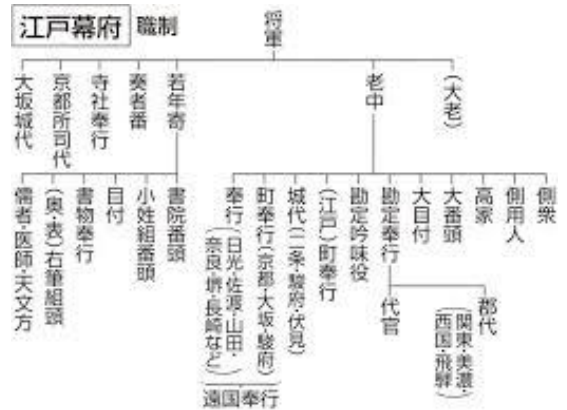 江戸幕府 職制
将軍
(大老)
老中
若年寄
奏者番
寺社奉行
京都所司代
大坂城代
側衆
側用人
高家
大番頭
大目付
勘定奉行
郡代
(関東・美濃・
西国・飛騨)
代官
勘定吟味役
(江戸)町奉行
城代(二条・駿府・伏見)
町奉行(京都・大坂・駿府)
奉行(日光・佐渡・山田・
奈良・堺・長崎など)
遠国奉行
書院番頭
小姓組番頭
目付
書物奉行
(奥・表)右筆組頭
儒者・医師・天文方